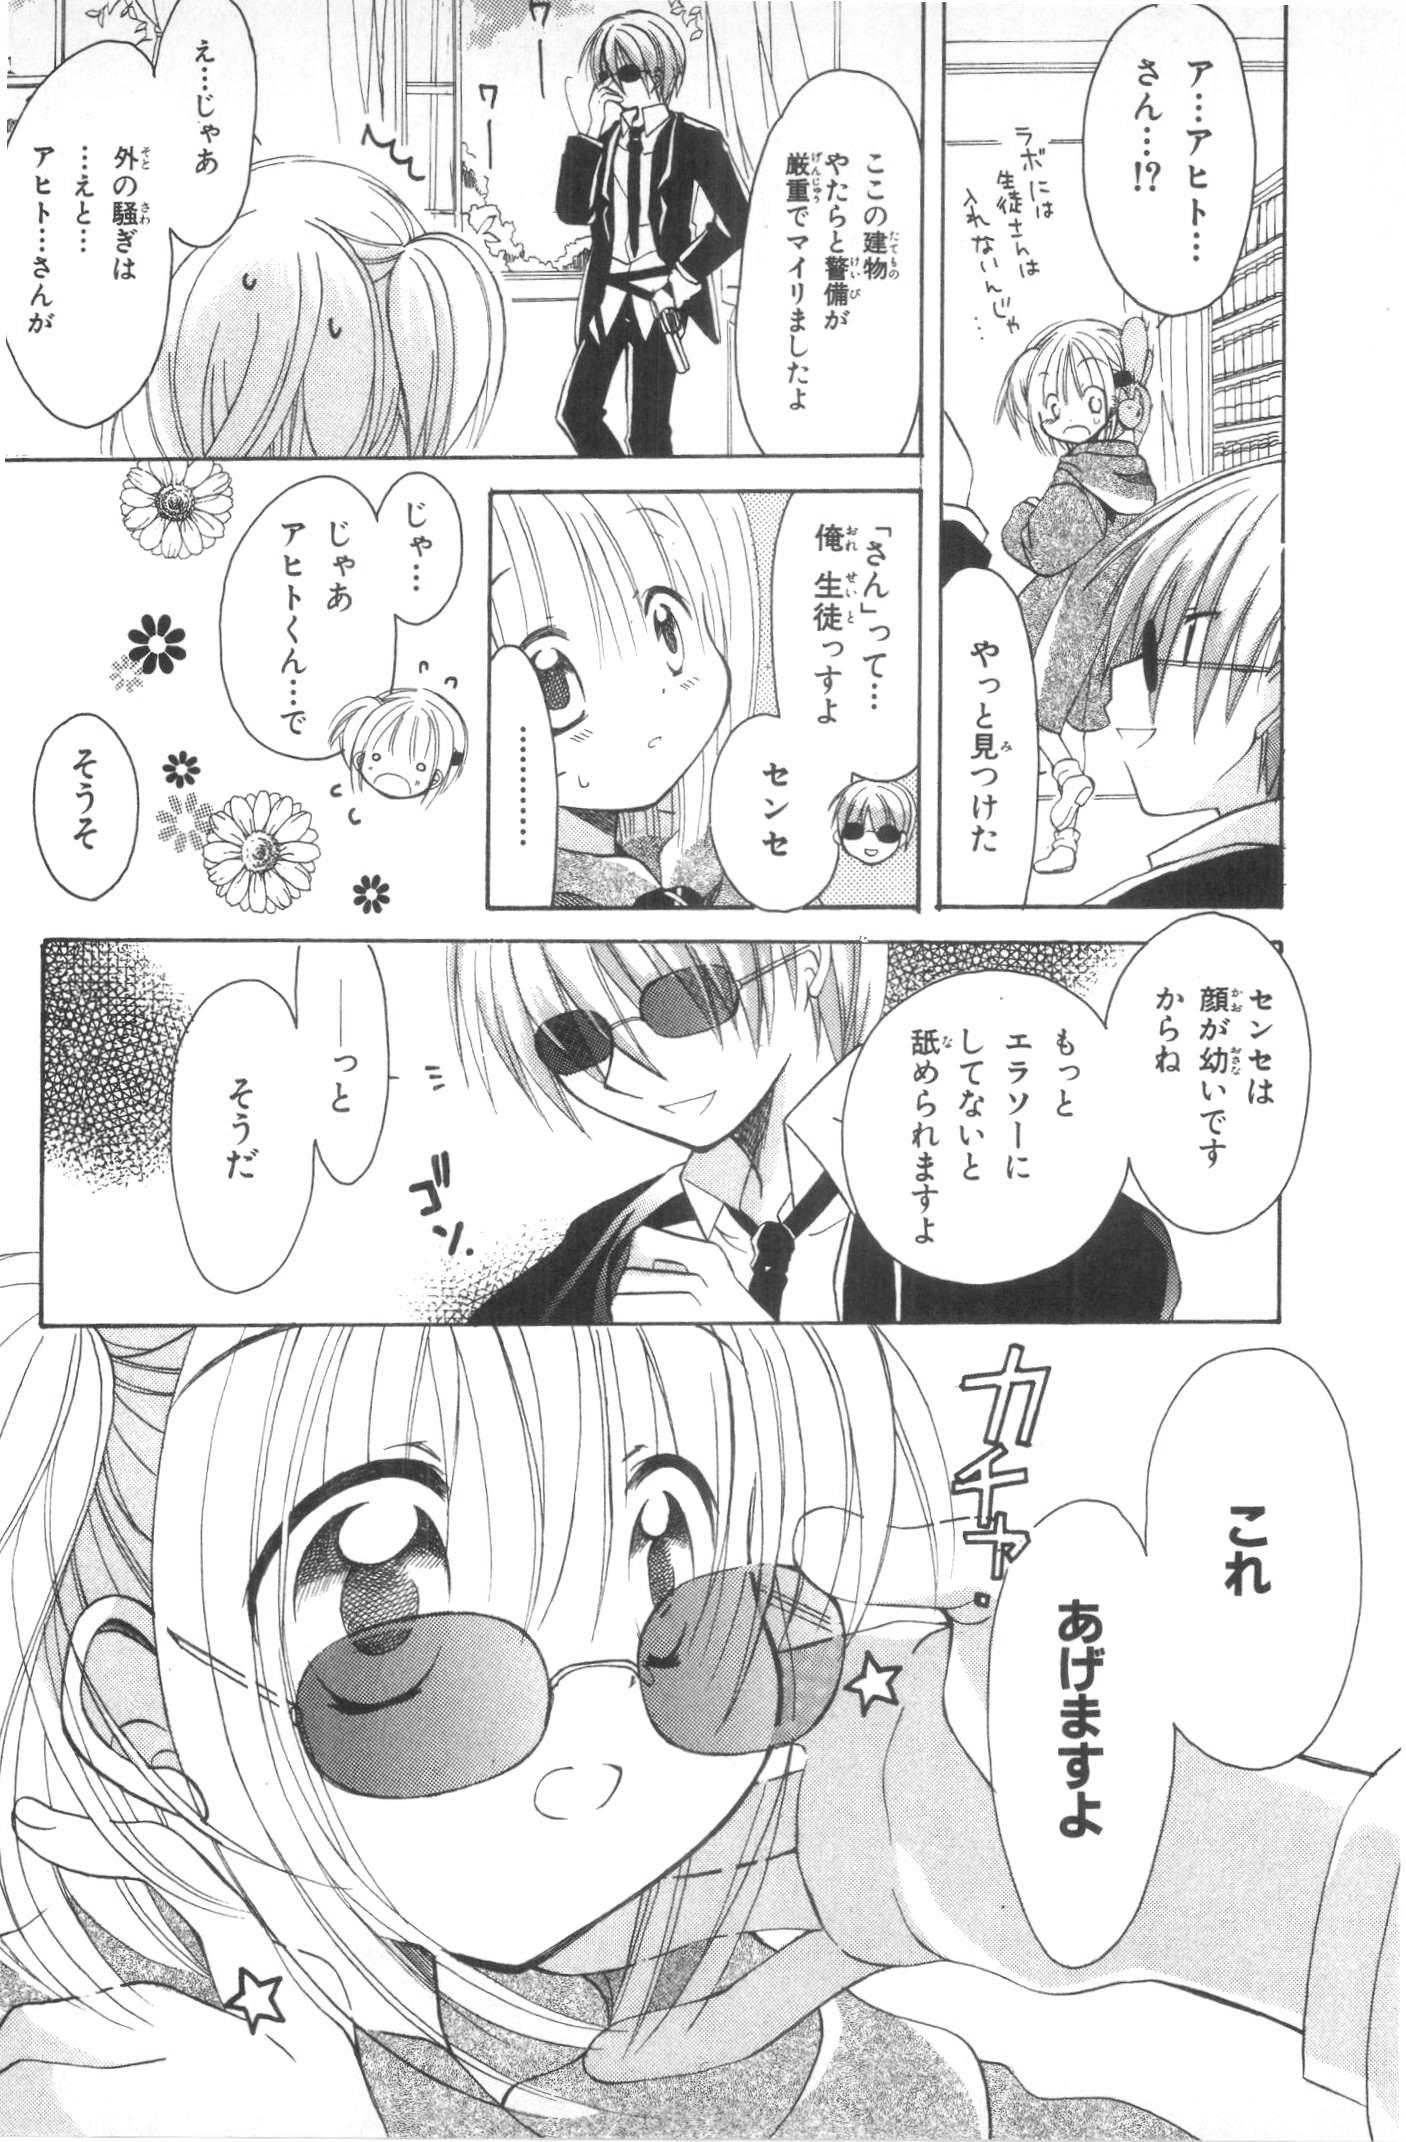 ア…アヒト…
さん…!?
ラボには
生徒さんは
入れないんじゃ
…
やっと見つけた
ここの建物
やたらと警備が
厳重でマイリましたよ
ワー
ワー
え…じゃあ
外の騒ぎは
…えと…
アヒト…さんが
「さん」って…
俺 生徒っすよ
センセ
…………
じゃ…
じゃあ
アヒトくん…で
そうそ
センセは
顔が幼いです
からね
もっと
エラソーに
してないと
舐められますよ
ゴソ.
―っと
そうだ
これ
あげますよ
カチャ.